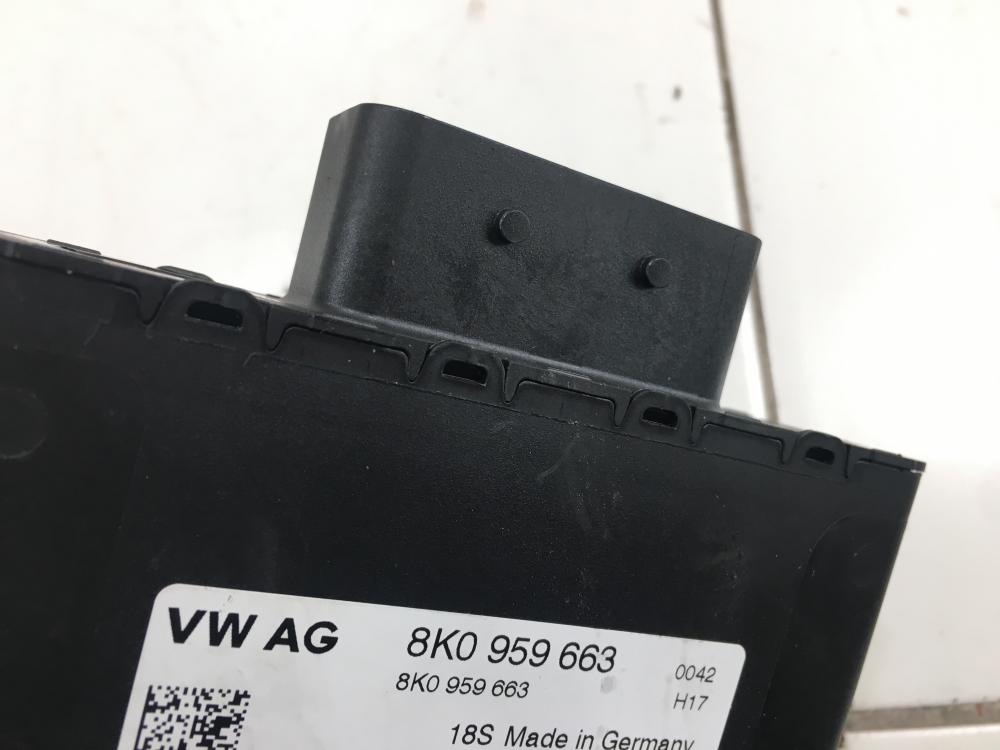 VW AG 8K0 959 663 0042
8K0 959 663 H17
18S Made in Germany